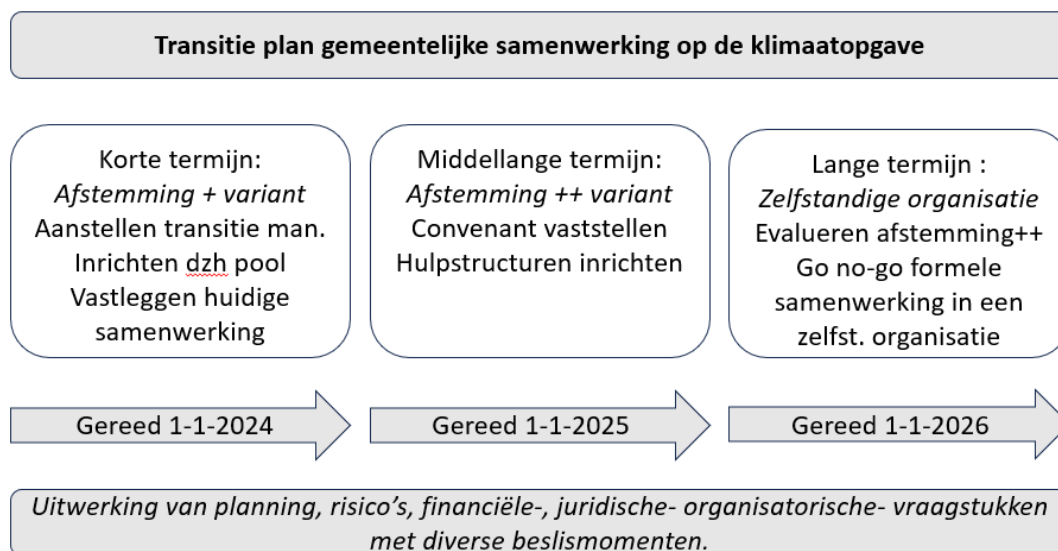 Transitie plan gemeentelijke samenwerking op de klimaatopgave
Korte termijn:
Afstemming + variant
Aanstellen transitie man.
Inrichten dzh pool
Vastleggen huidige
samenwerking
Middellange termijn:
Afstemming ++ variant
Convenant vaststellen
Hulpstructuren inrichten
Lange termijn :
Zelfstandige organisatie
Evalueren afstemming++
Go no-go formele
samenwerking in een
zelfst. organisatie
Gereed 1-1-2024
Gereed 1-1-2025
Gereed 1-1-2026
Uitwerking van planning, risico’s, financiële-, juridische- organisatorische- vraagstukken
met diverse beslismomenten.